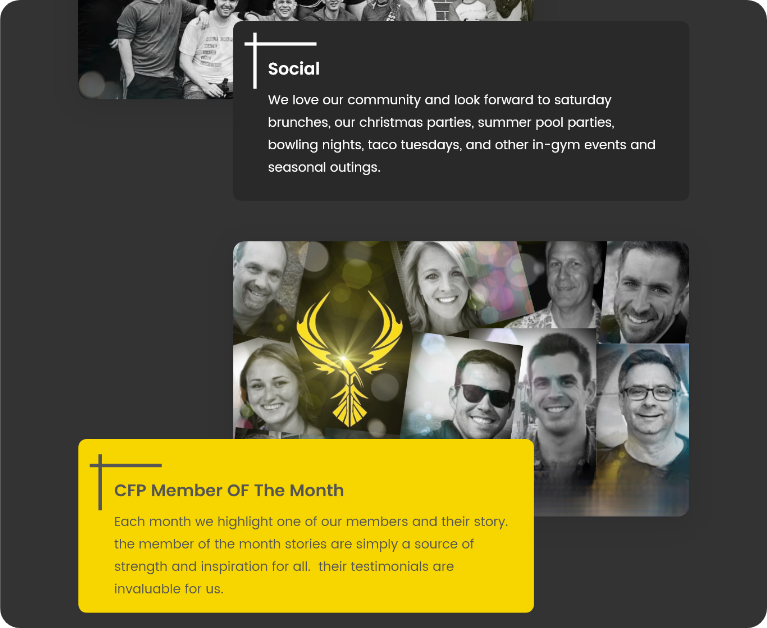 Social
We love our community and look forward to saturday
brunches, our christmas parties, summer pool parties,
bowling nights, taco tuesdays, and other in-gym events and
seasonal outings.
CFP Member OF The Month
Each month we highlight one of our members and their story.
the member of the month stories are simply a source of
strength and inspiration for all.  their testimonials are
invaluable for us.